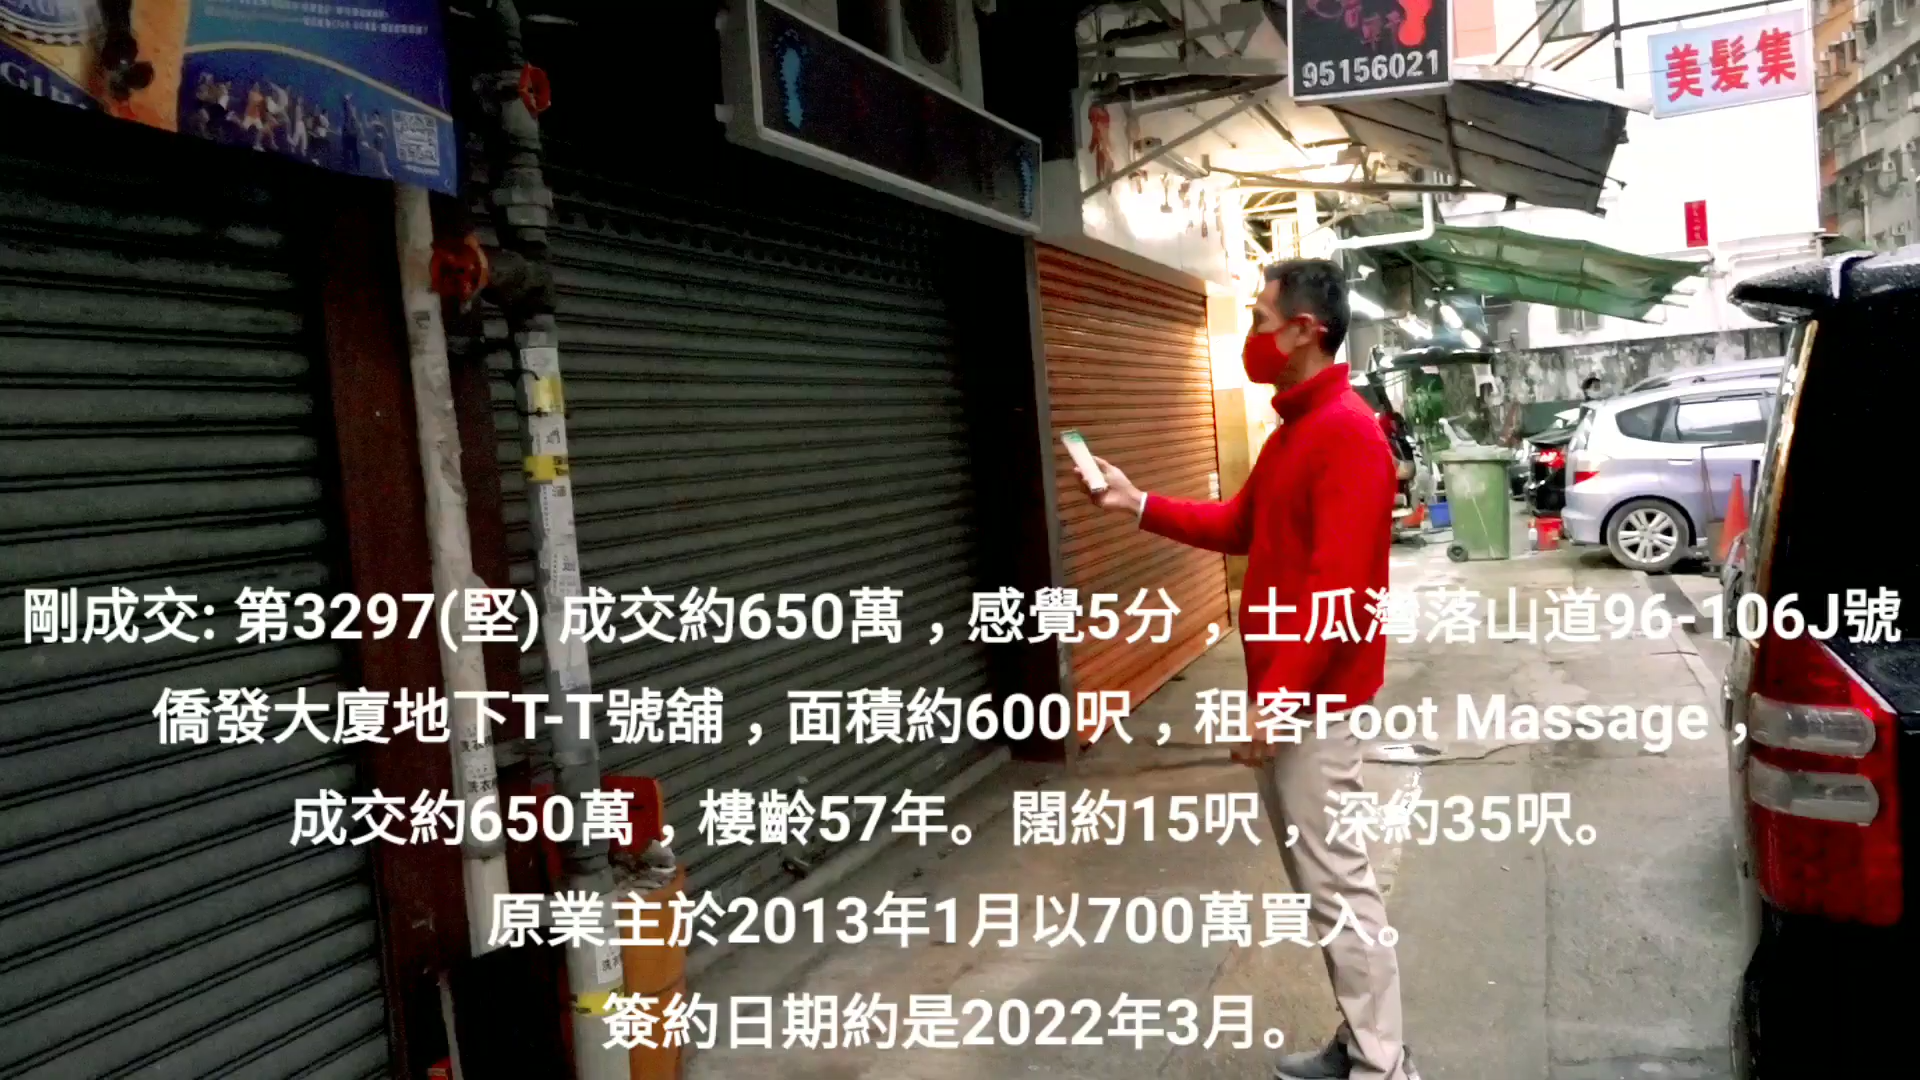 95156021
美髮集
剛成交: 第3297(堅) 成交約650萬，感覺5分，土瓜灣落山道96-106J號
僑發大廈地下T-T號舖，面積約600呎，租客Foot Massage，
成交約650萬，樓齡57年。闊約15呎，深約35呎。
原業主於2013年1月以700萬買入。
簽約日期約是2022年3月。